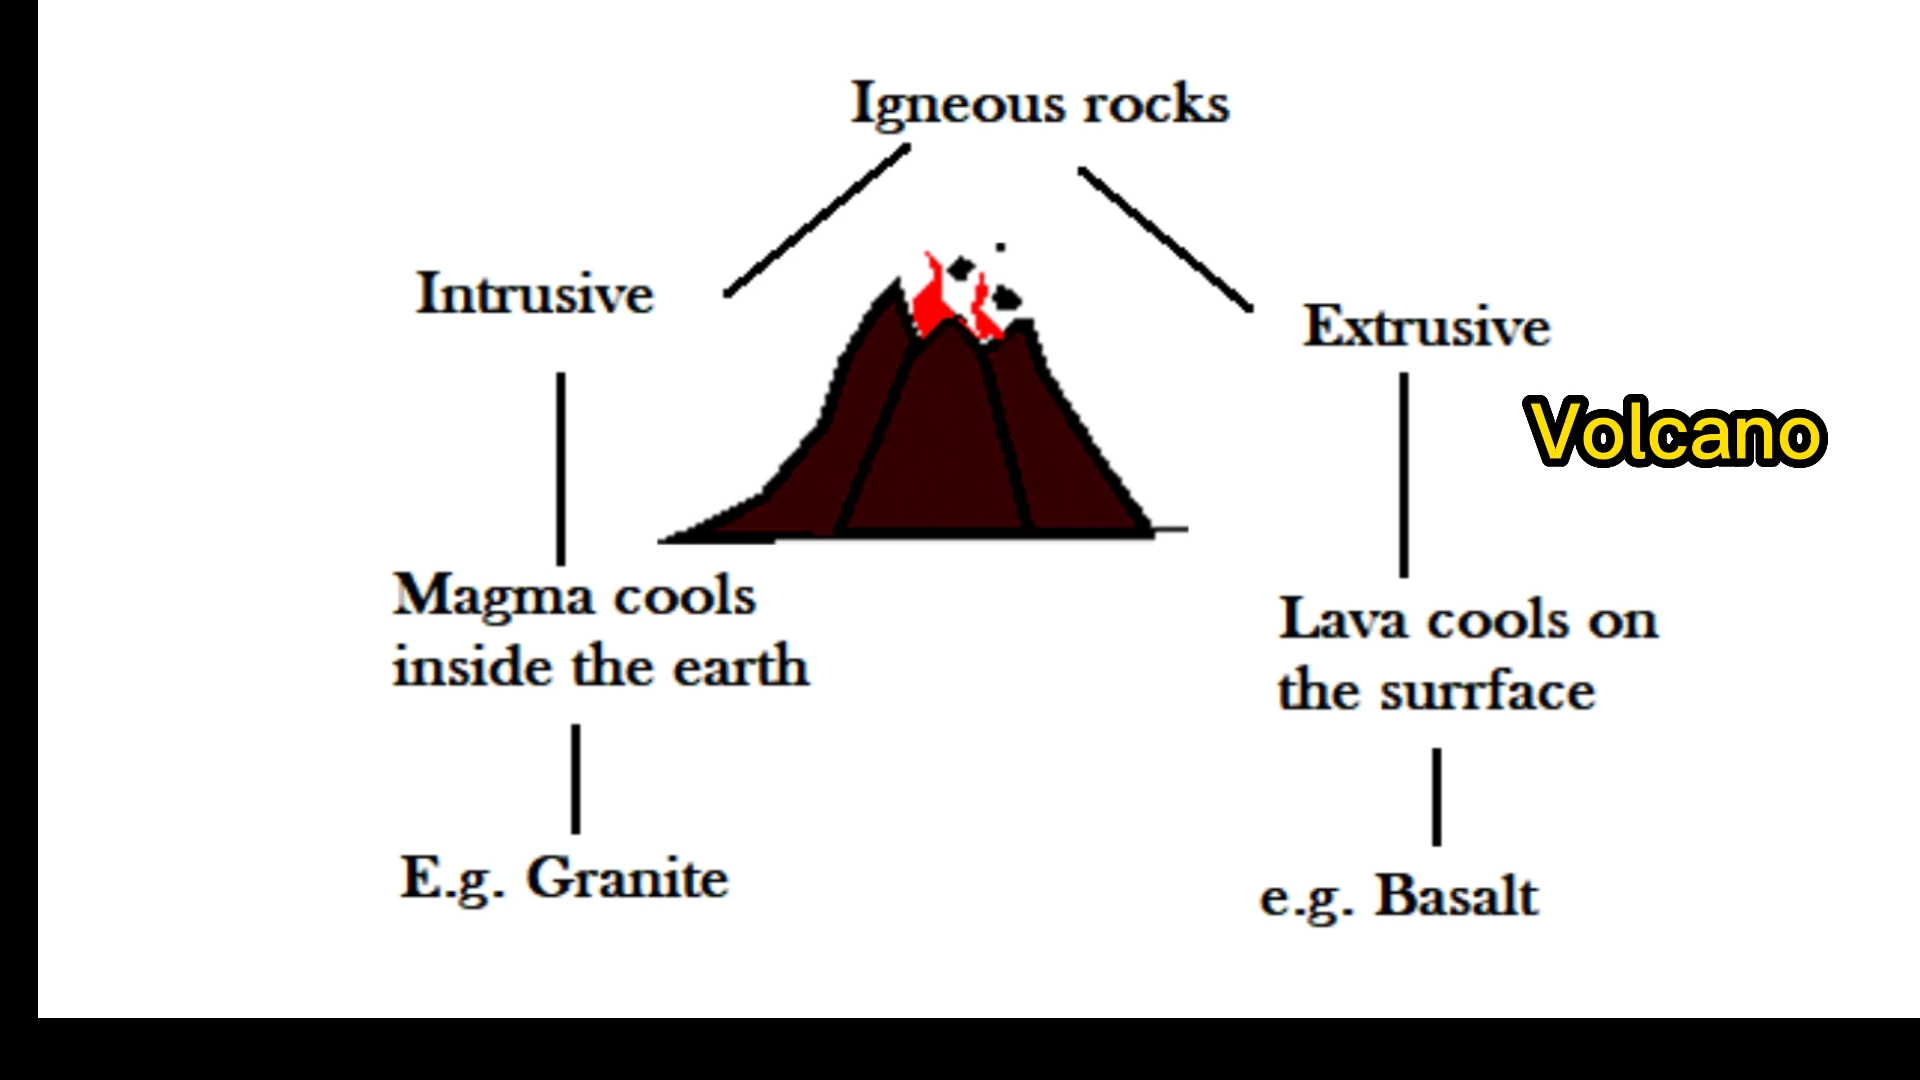 Igneous rocks
Intrusive
Extrusive
Volcano
Magma cools
inside the earth
Lava cools on
the surrface
E.g. Granite
e.g. Basalt